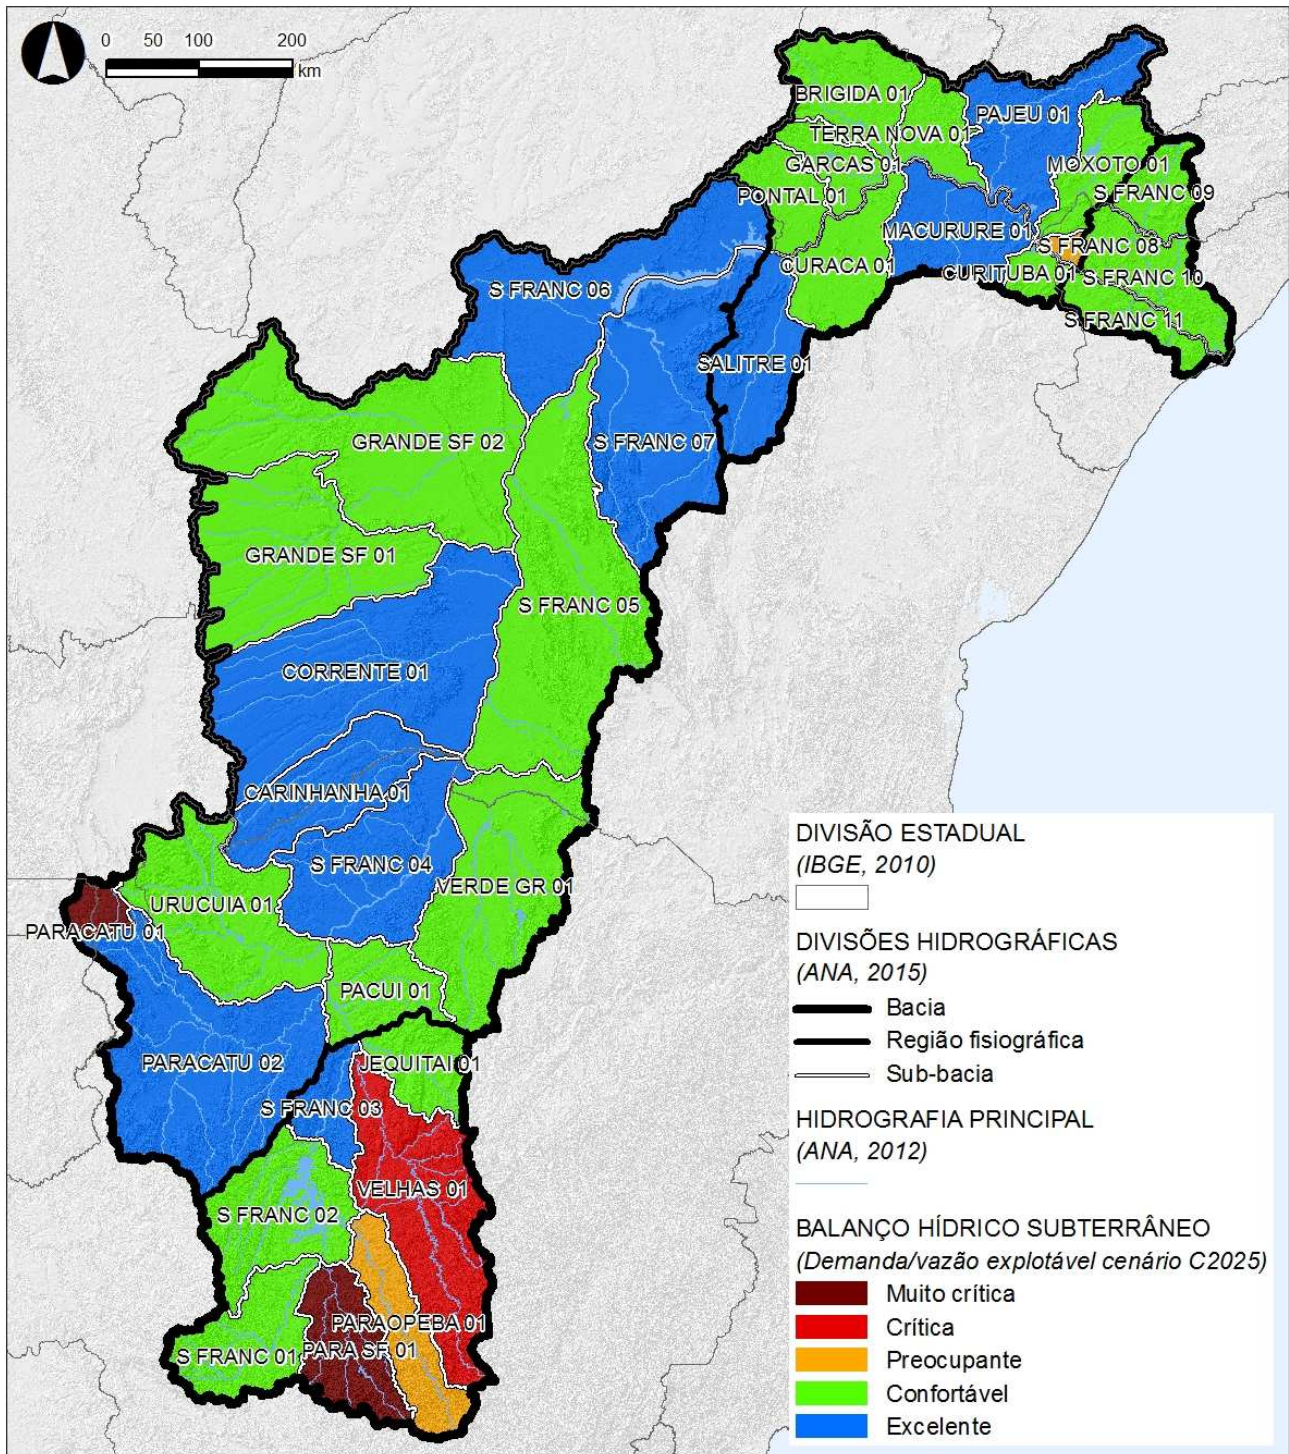 0 50 100 200
km
BRIGIDA 01
PAJEU 01
TERRA NOVA 01
GARCAS 01
MOXOTO 01
PONTAL 01
S FRANC 09
MACURURE 01
S FRANC 08
CURACA 01
CURITUBA 01
S FRANC 10
S FRANC 06
S FRANC 11
SALITRE 01
GRANDE SF 02
S FRANC 07
GRANDE SF 01
S FRANC 05
CORRENTE 01
CARINHANHA 01
S FRANC 04
VERDE GR 01
URUCUIA 01
PARACATU 01
PACUI 01
PARACATU 02
JEQUITAI 01
S FRANC 03
VELHAS 01
S FRANC 02
PARAOPEBA 01
PARA SF 01
S FRANC 01
DIVISÃO ESTADUAL
(IBGE, 2010)
DIVISÕES HIDROGRÁFICAS
(ANA, 2015)
Bacia
Região fisiográfica
Sub-bacia
HIDROGRAFIA PRINCIPAL
(ANA, 2012)
BALANÇO HÍDRICO SUBTERRÂNEO
(Demanda/vazão explotável cenário C2025)
Muito crítica
Crítica
Preocupante
Confortável
Excelente